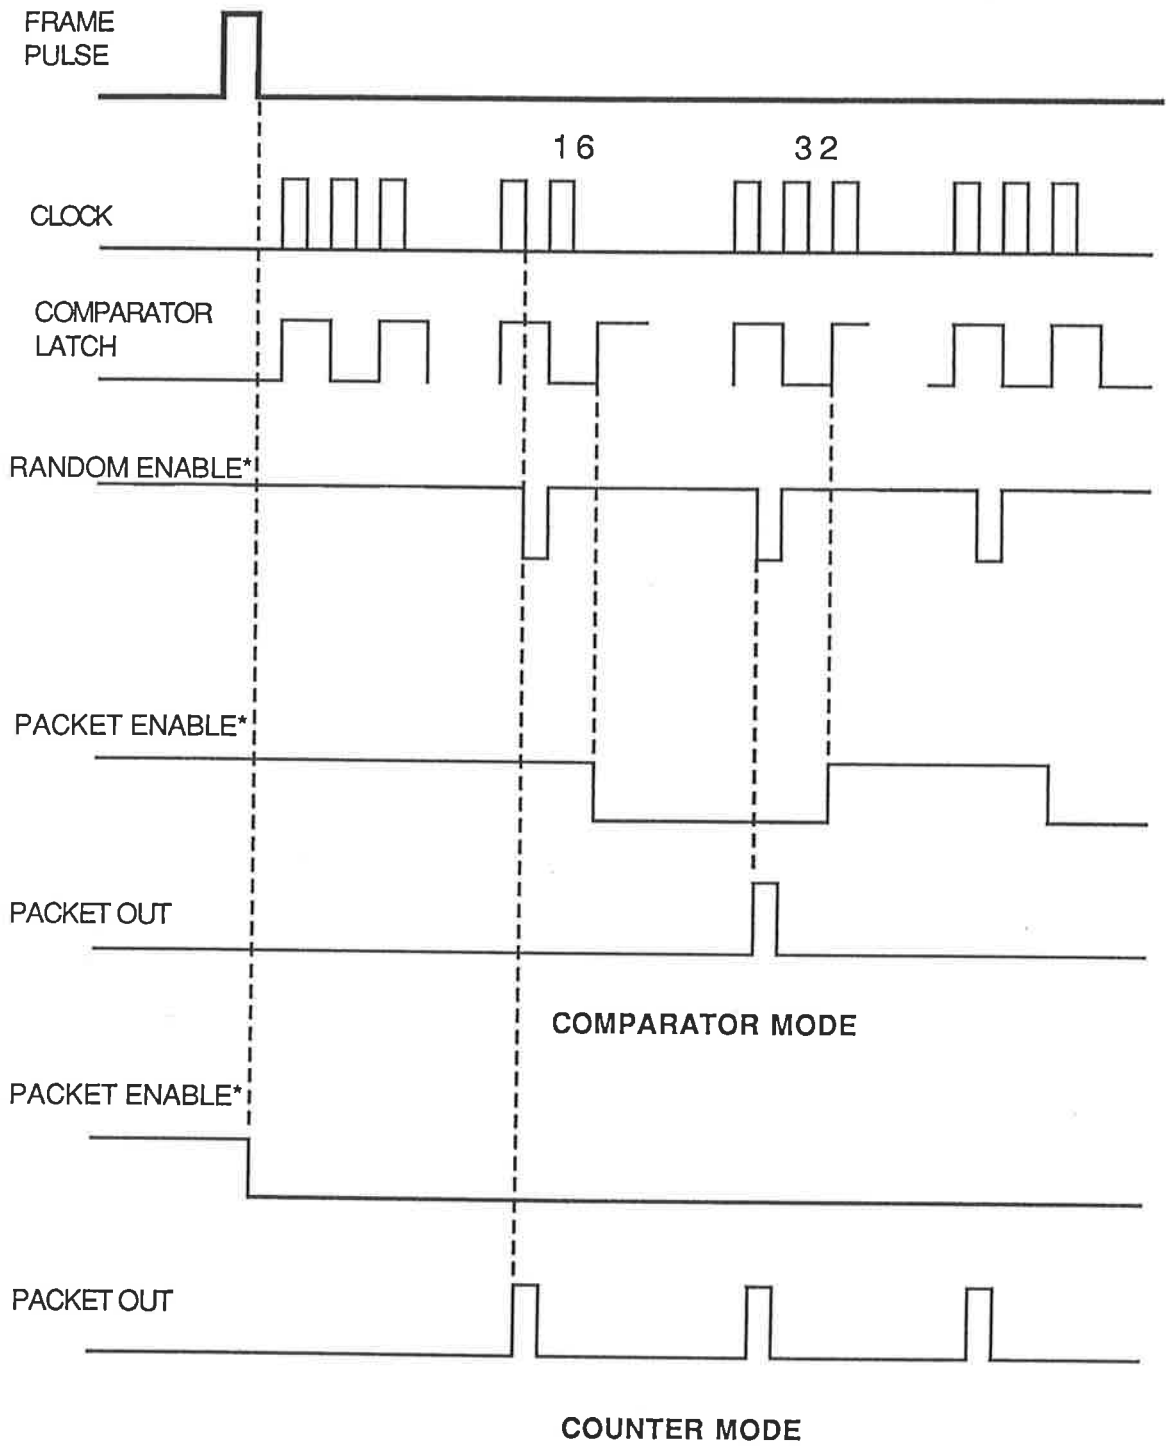 FRAME
PULSE
16 32
CLOCK
COMPARATOR
LATCH
RANDOM ENABLE*
PACKET ENABLE*
PACKET OUT
COMPARATOR MODE
PACKET ENABLE*
PACKET OUT
COUNTER MODE